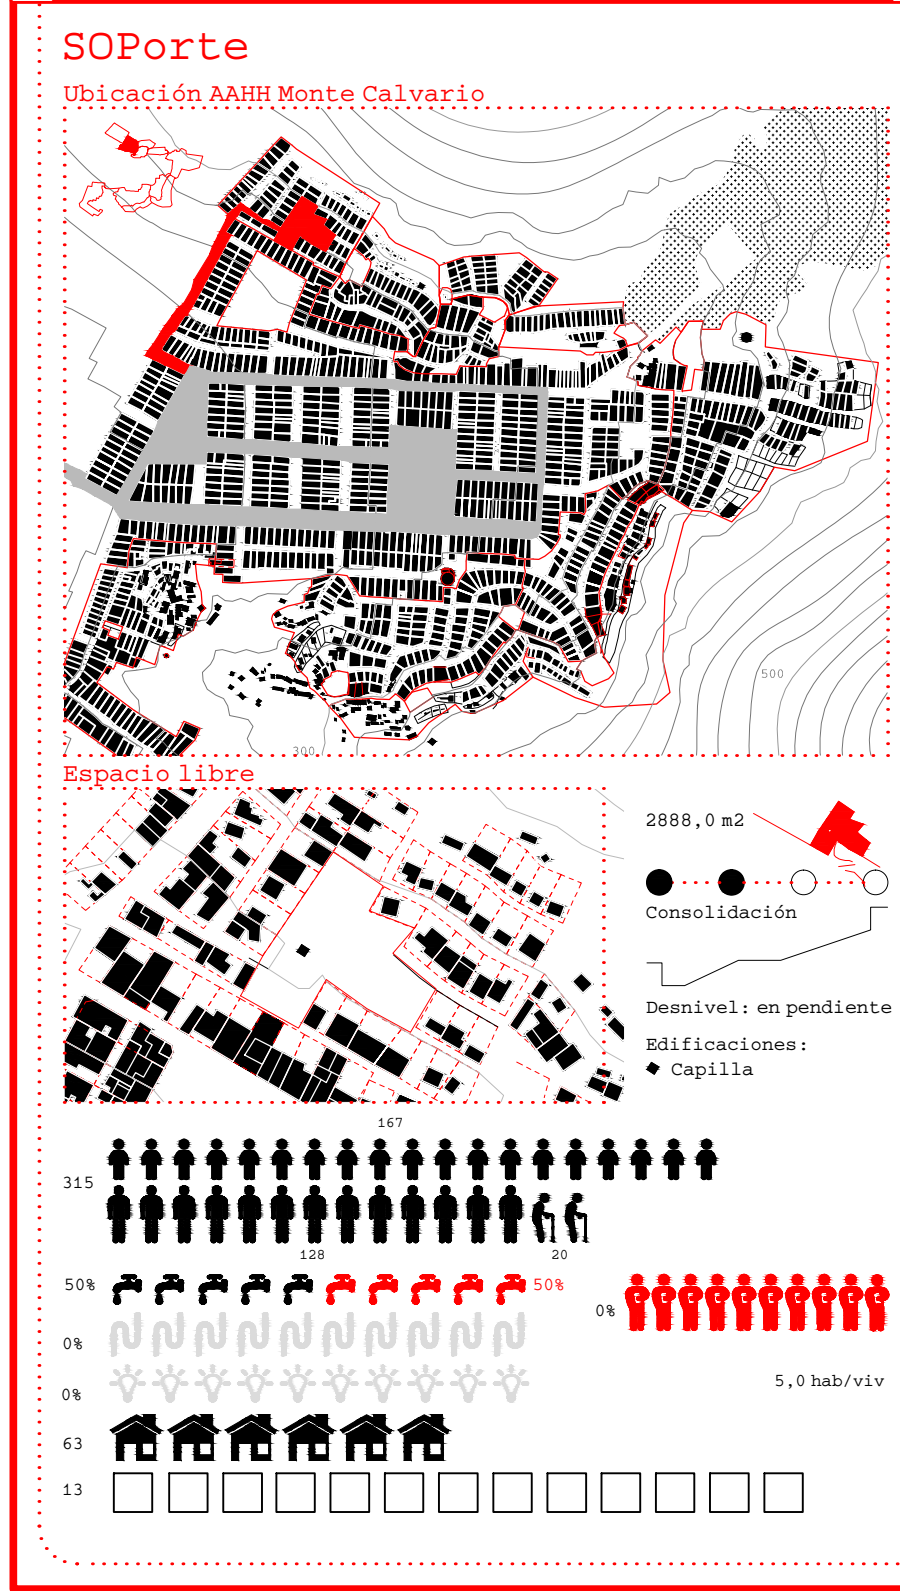 SOPorte
Ubicación AAHH Monte Calvario
500
300
Espacio libre
2888,0 m2
Consolidación
Desnivel: en pendiente
Edificaciones:
Capilla
167
315
128
20
50%
50%
0%
0%
0%
5,0 hab/viv
63
13